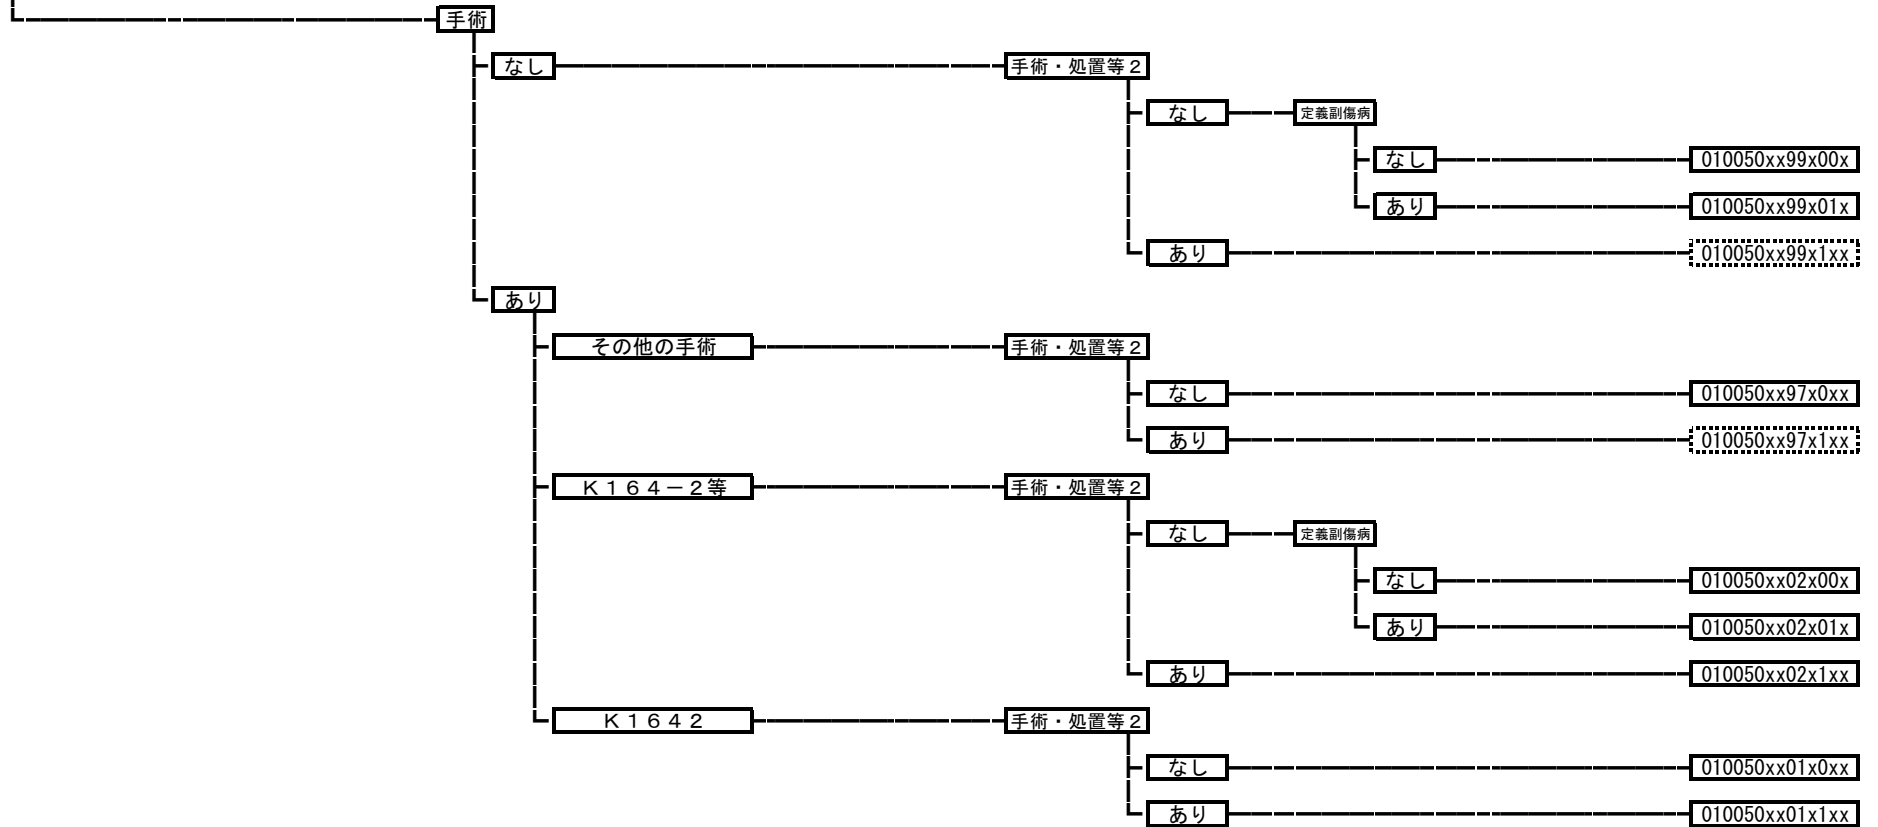 手術
なし 手術・処置等２
なし 定義副傷病
なし 010050xx99x00x
あり 010050xx99x01x
あり 010050xx99x1xx
あり
その他の手術 手術・処置等２
なし 010050xx97x0xx
あり 010050xx97x1xx
Ｋ１６４－２等 手術・処置等２
なし 定義副傷病
なし 010050xx02x00x
あり 010050xx02x01x
あり 010050xx02x1xx
Ｋ１６４２ 手術・処置等２
なし 010050xx01x0xx
あり 010050xx01x1xx